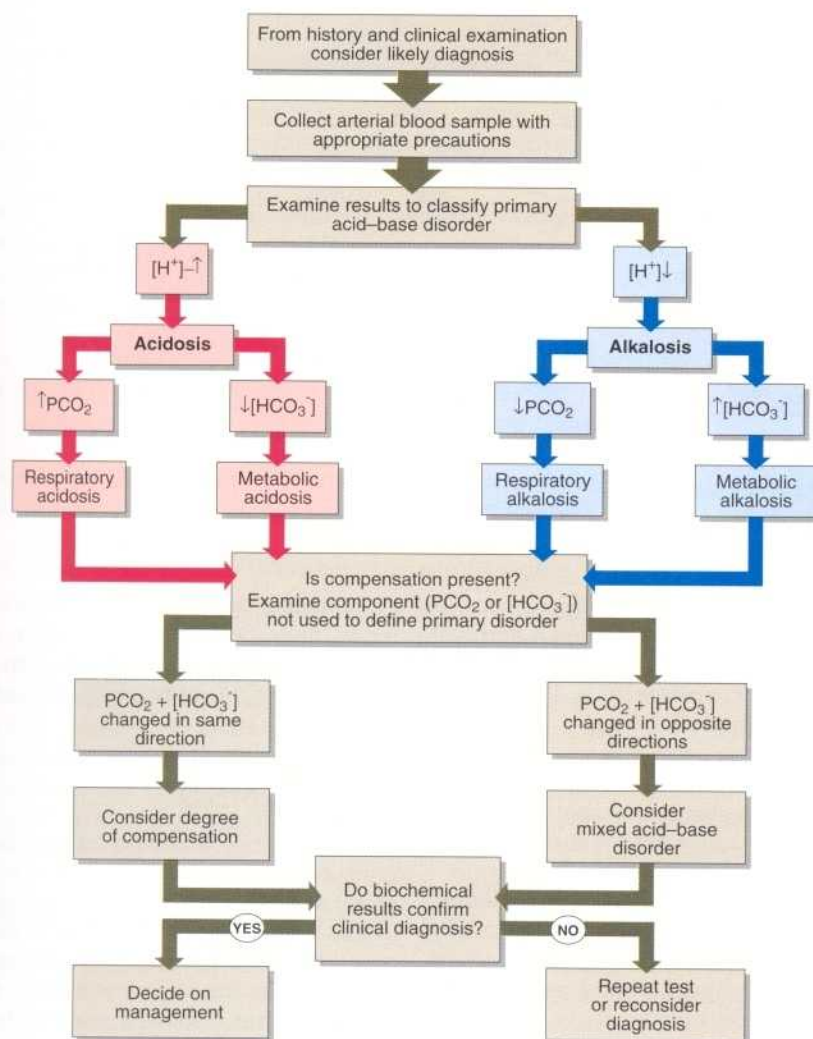 From history and clinical examination
consider likely diagnosis
Collect arterial blood sample with
appropriate precautions
Examine results to classify primary
acid–base disorder
[H⁺]–↑
[H⁺]↓
Acidosis
Alkalosis
↑PCO₂
↓[HCO₃⁻]
↓PCO₂
↑[HCO₃⁻]
Respiratory
acidosis
Metabolic
acidosis
Respiratory
alkalosis
Metabolic
alkalosis
Is compensation present?
Examine component (PCO₂ or [HCO₃⁻])
not used to define primary disorder
PCO₂ + [HCO₃⁻]
changed in same
direction
PCO₂ + [HCO₃⁻]
changed in opposite
directions
Consider degree
of compensation
Consider
mixed acid–base
disorder
Do biochemical
results confirm
clinical diagnosis?
YES
NO
Decide on
management
Repeat test
or reconsider
diagnosis